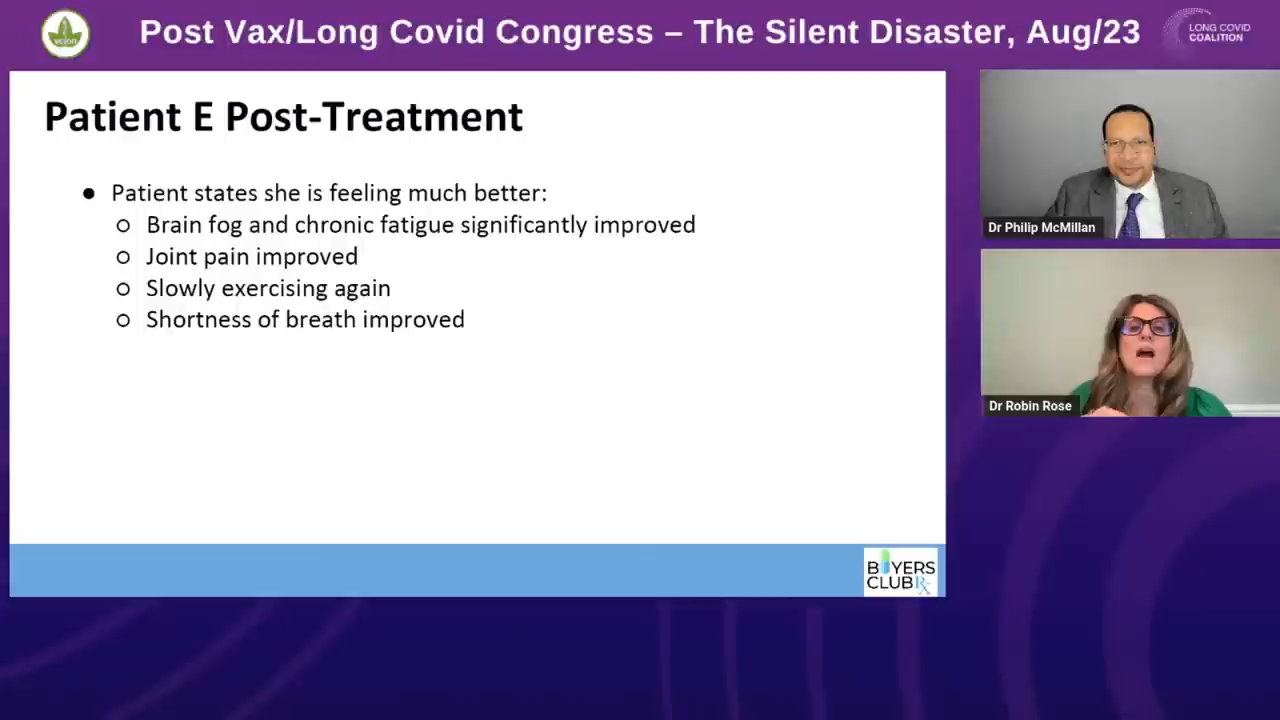 Post Vax/Long Covid Congress – The Silent Disaster, Aug/23
LONG COVID
COALITION
Patient E Post-Treatment
● Patient states she is feeling much better:
○ Brain fog and chronic fatigue significantly improved
○ Joint pain improved
○ Slowly exercising again
○ Shortness of breath improved
BUYERS
CLUB Rx
Dr Philip McMillan
Dr Robin Rose